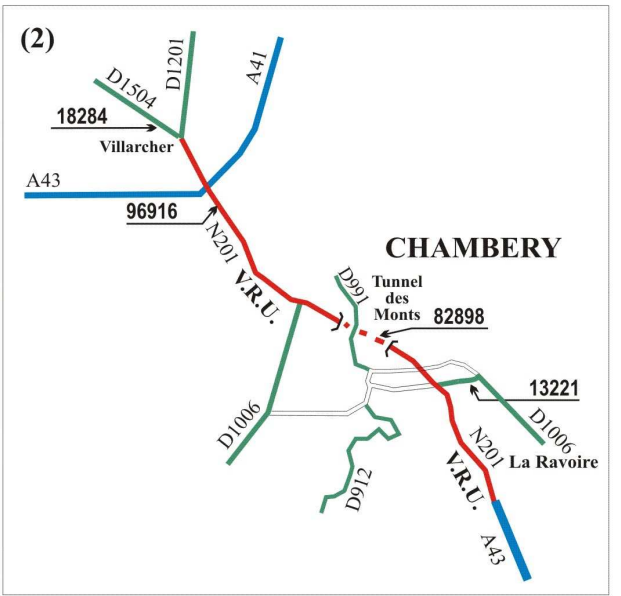 (2)
D1201
A41
D1504
18284
Villarcher
A43
96916
N201
V.R.U.
CHAMBERY
D991
Tunnel
des
Monts
82898
13221
D1006
D1006
La Ravoire
N201
V.R.U.
D912
A43